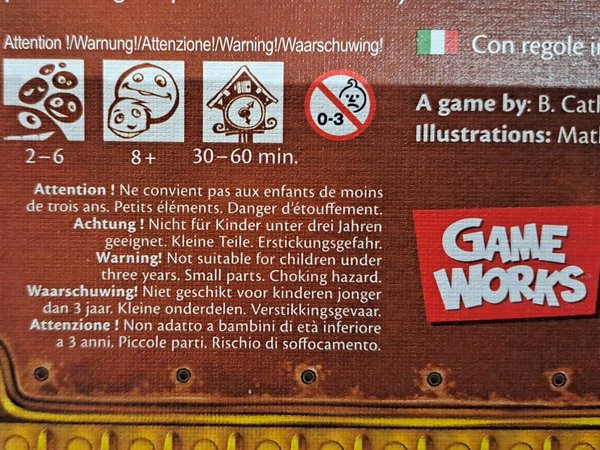 Attention !/Warnung!/Attenzione!/Warning!/Waarschuwing!
2–6
8+
30–60 min.
0-3
Attention ! Ne convient pas aux enfants de moins
de trois ans. Petits éléments. Danger d'étouffement.
Achtung ! Nicht für Kinder unter drei Jahren
geeignet. Kleine Teile. Erstickungsgefahr.
Warning! Not suitable for children under
three years. Small parts. Choking hazard.
Waarschuwing! Niet geschikt voor kinderen jonger
dan 3 jaar. Kleine onderdelen. Verstikkingsgevaar.
Attenzione ! Non adatto a bambini di età inferiore
a 3 anni. Piccole parti. Rischio di soffocamento.
Con regole
A game by: B.
Illustrations:
GAME
WORKS